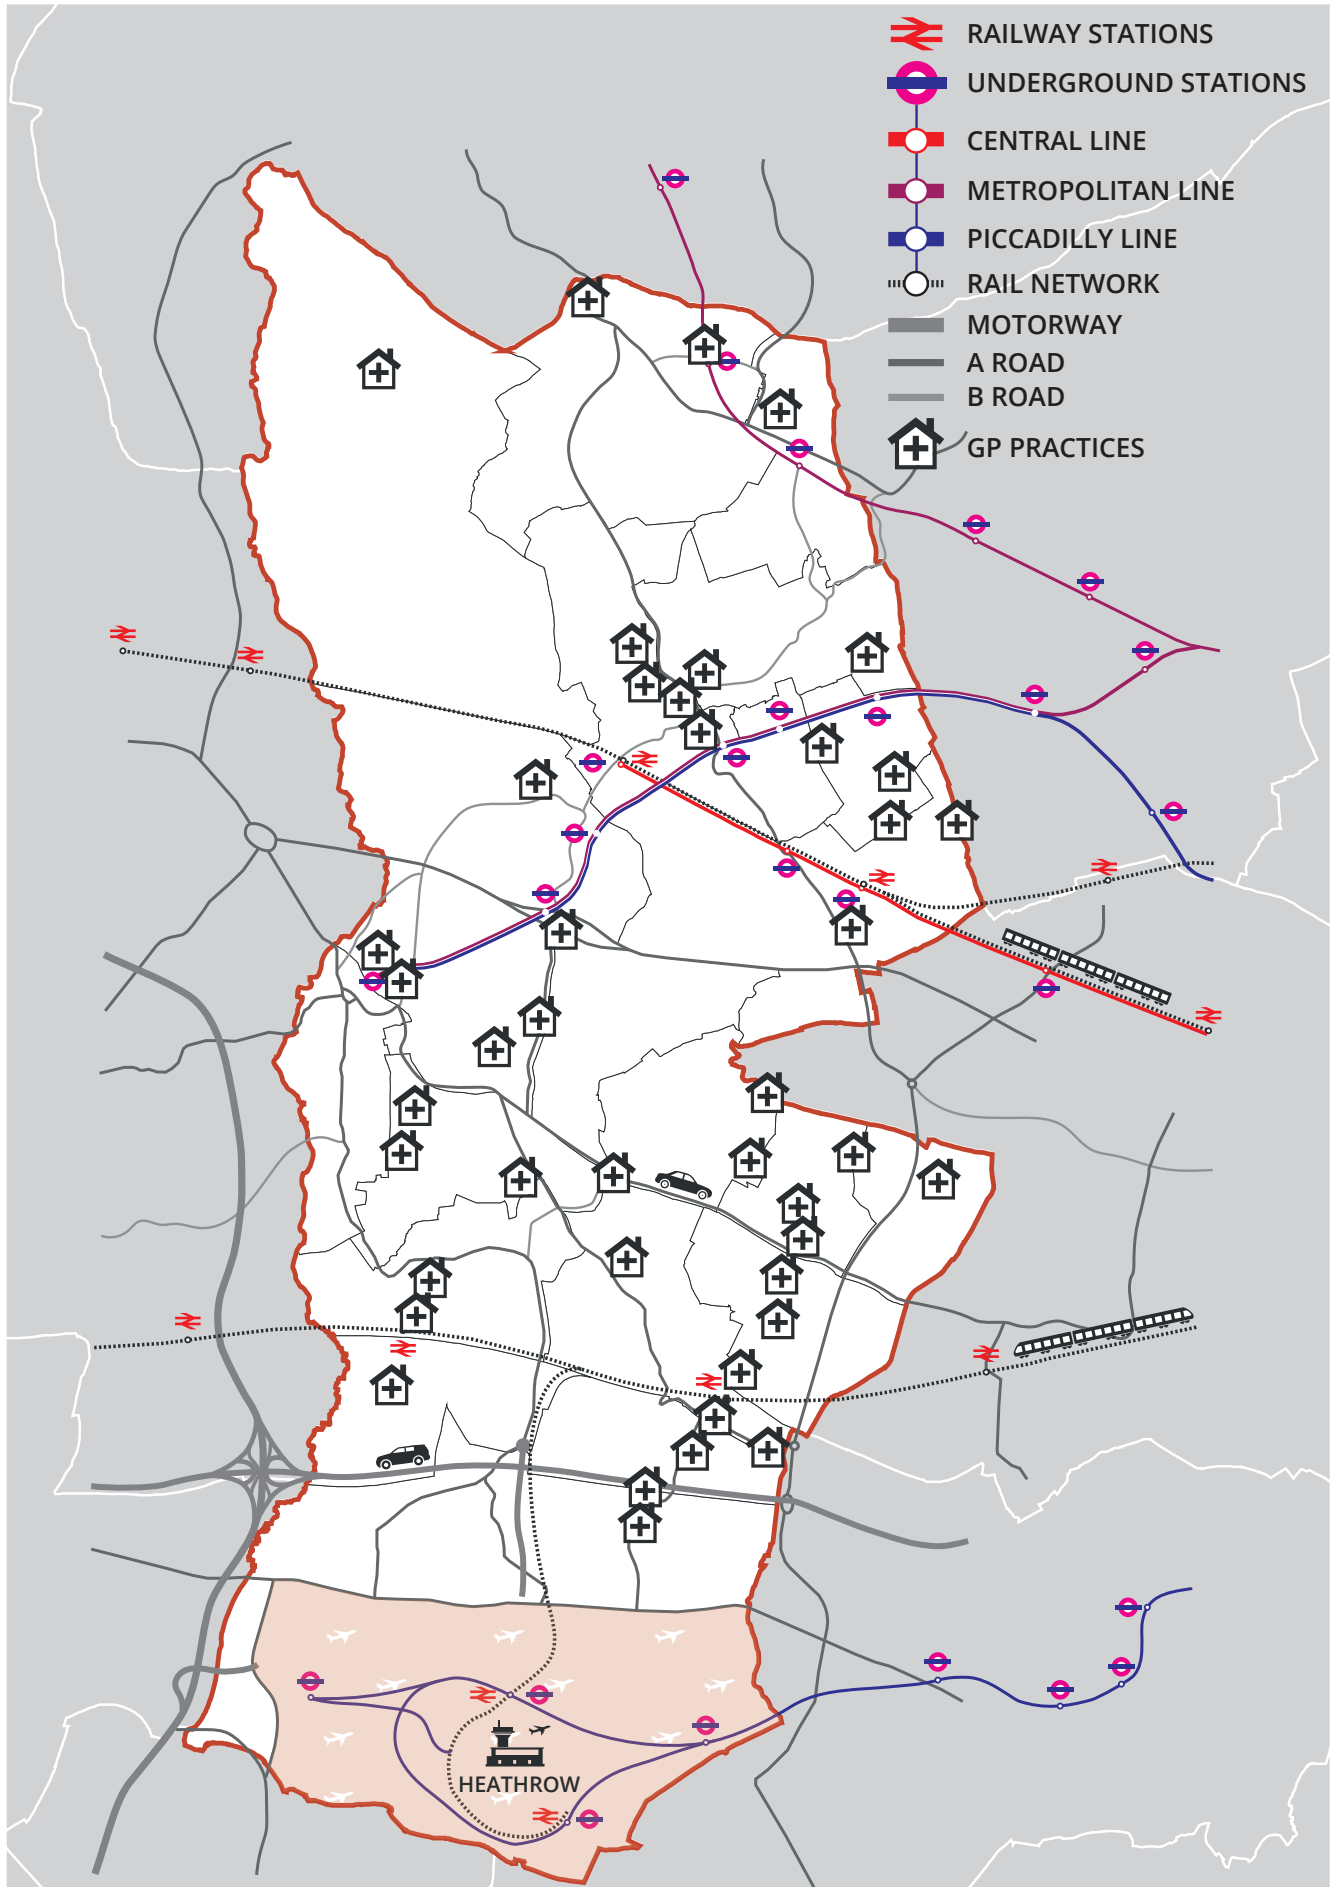 RAILWAY STATIONS
UNDERGROUND STATIONS
CENTRAL LINE
METROPOLITAN LINE
PICCADILLY LINE
RAIL NETWORK
MOTORWAY
A ROAD
B ROAD
GP PRACTICES
HEATHROW